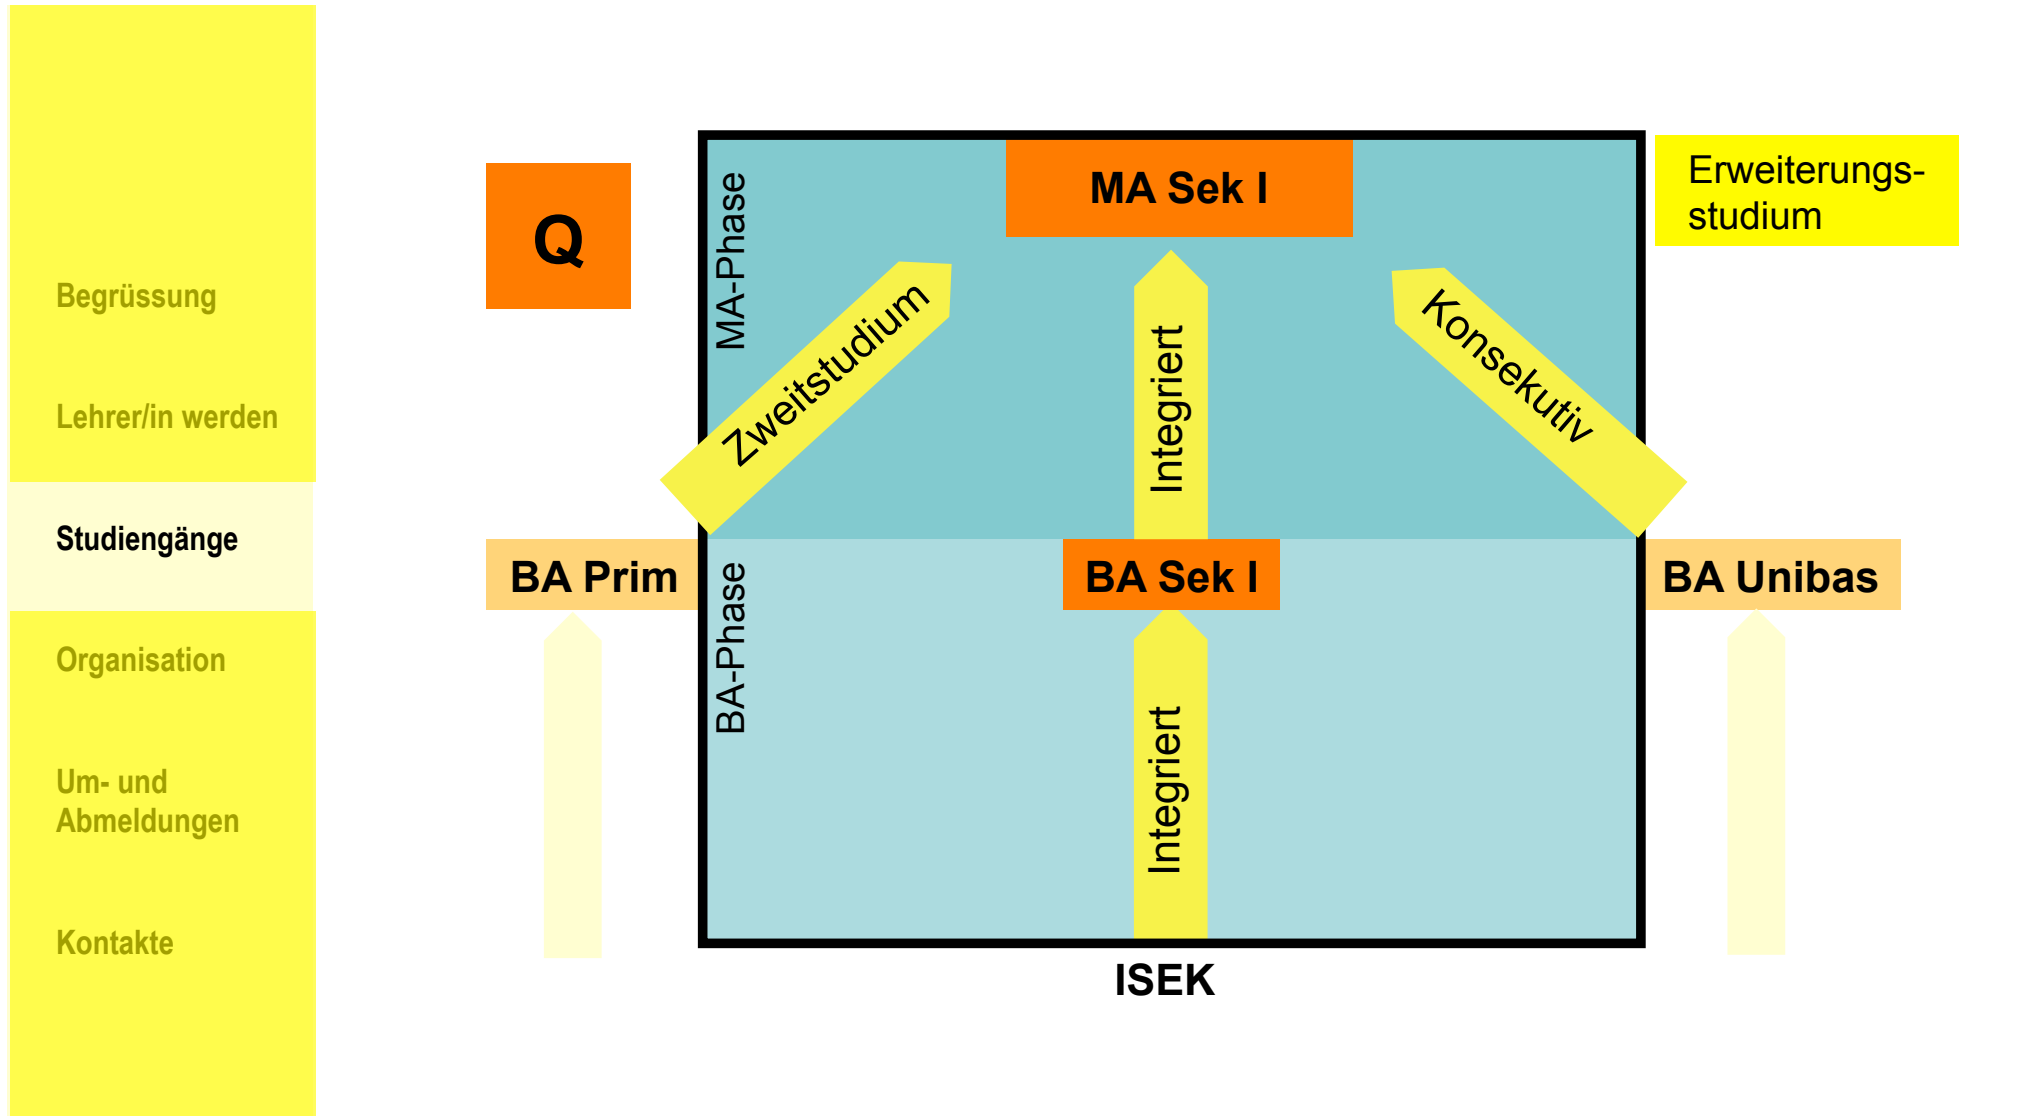 Begrüssung
Lehrer/in werden
Studiengänge
Organisation
Um- und
Abmeldungen
Kontakte
Q
MA-Phase
MA Sek I
Erweiterungs-
studium
Zweitstudium
Integriert
Konsekutiv
BA Prim
BA Sek I
BA Unibas
BA-Phase
Integriert
ISEK